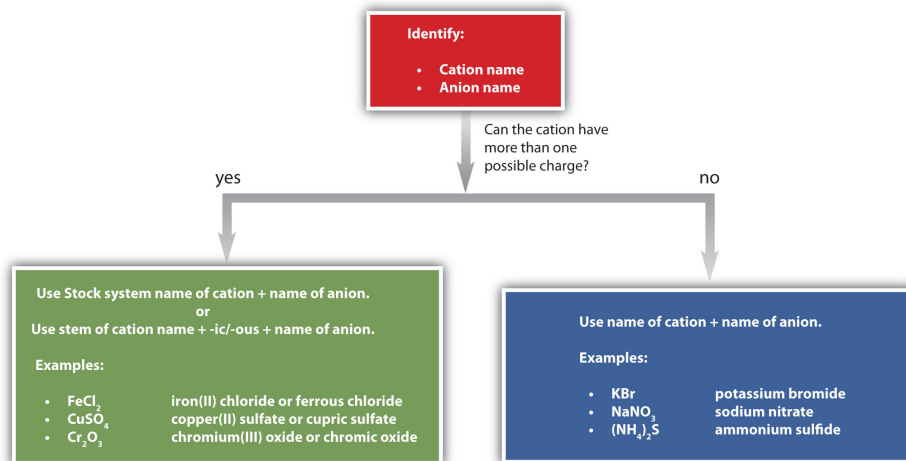 Identify:
• Cation name
• Anion name
Can the cation have
more than one
possible charge?
yes
no
Use Stock system name of cation + name of anion.
or
Use stem of cation name + -ic/-ous + name of anion.
Examples:
• FeCl₂ iron(II) chloride or ferrous chloride
• CuSO₄ copper(II) sulfate or cupric sulfate
• Cr₂O₃ chromium(III) oxide or chromic oxide
Use name of cation + name of anion.
Examples:
• KBr potassium bromide
• NaNO₃ sodium nitrate
• (NH₄)₂S ammonium sulfide